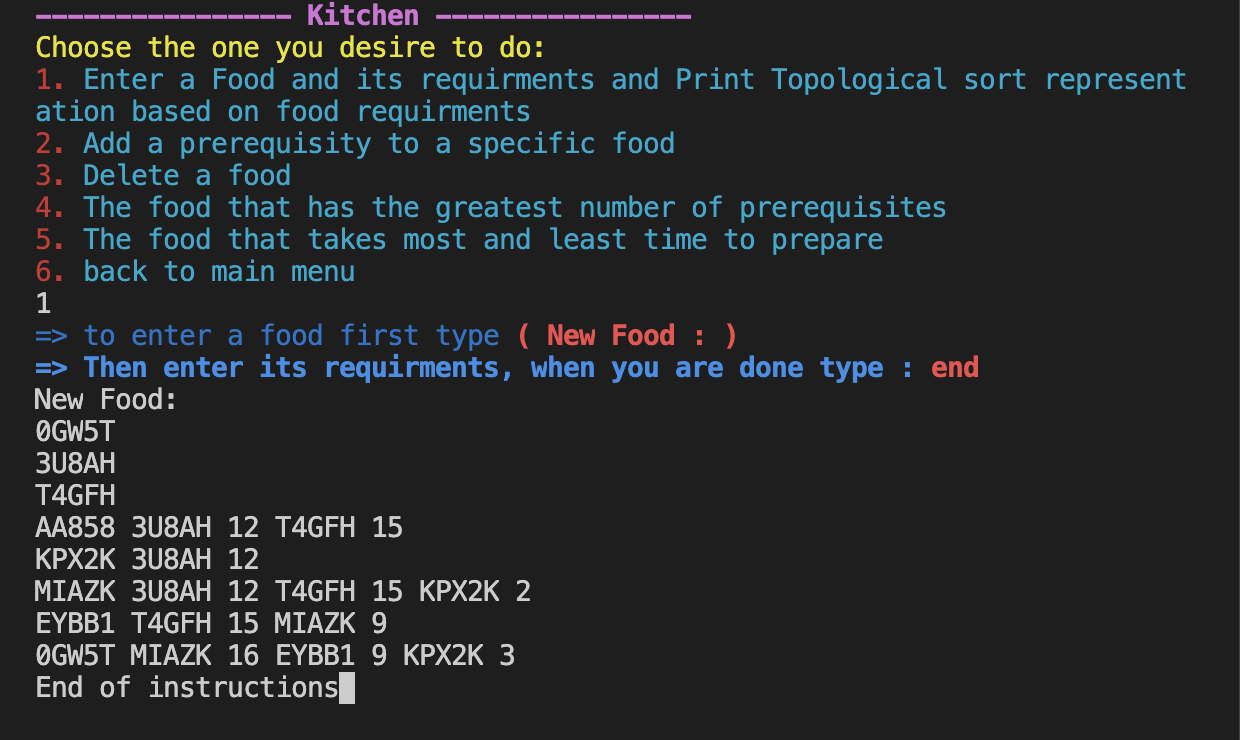 ---------------- Kitchen ----------------
Choose the one you desire to do:
1. Enter a Food and its requirments and Print Topological sort represent
ation based on food requirments
2. Add a prerequisity to a specific food
3. Delete a food
4. The food that has the greatest number of prerequisites
5. The food that takes most and least time to prepare
6. back to main menu
1
=> to enter a food first type ( New Food : )
=> Then enter its requirments, when you are done type : end
New Food:
0GW5T
3U8AH
T4GFH
AA858 3U8AH 12 T4GFH 15
KPX2K 3U8AH 12
MIAZK 3U8AH 12 T4GFH 15 KPX2K 2
EYBB1 T4GFH 15 MIAZK 9
0GW5T MIAZK 16 EYBB1 9 KPX2K 3
End of instructions